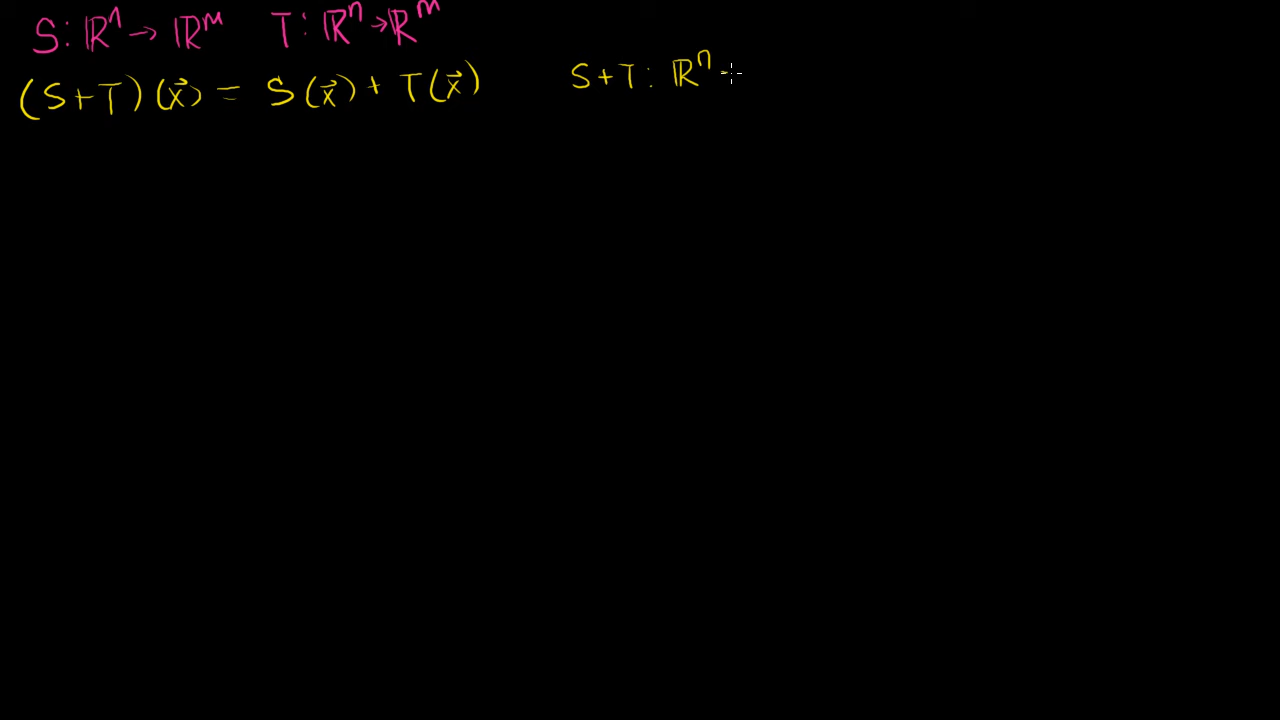 S: ℝⁿ → ℝᵐ T: ℝⁿ → ℝᵐ
(S+T)(x⃗) = S(x⃗) + T(x⃗) S+T: ℝⁿ -